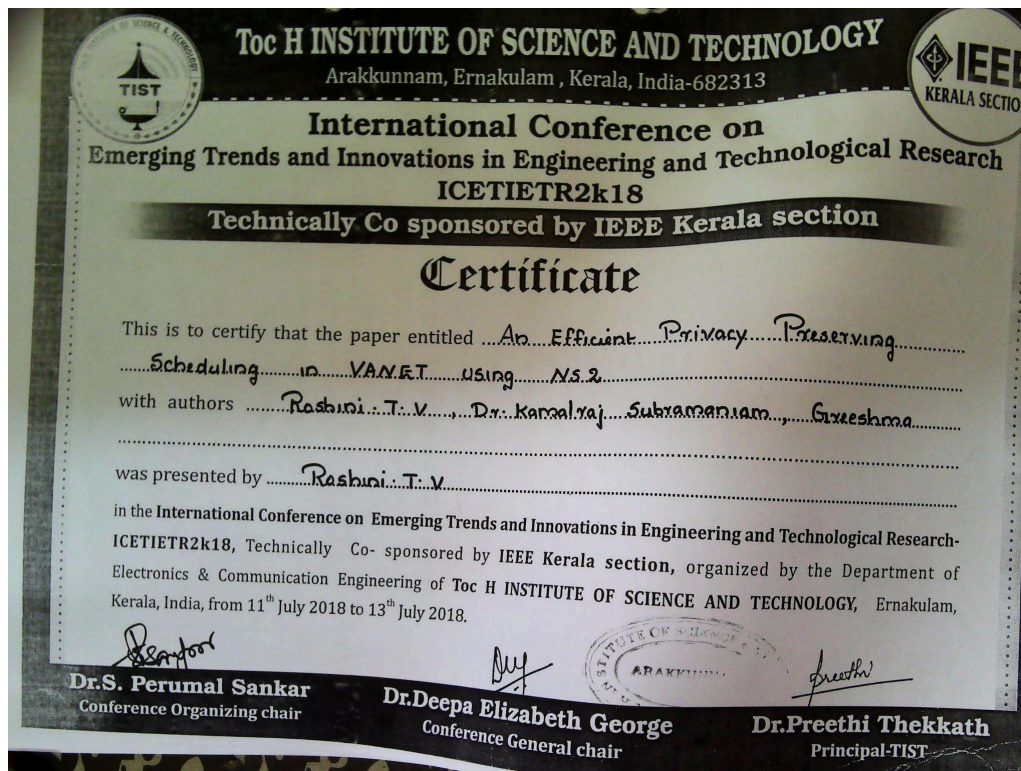 INSTITUTE OF SCIENCE & TECHNOLOGY
TIST
Toc H INSTITUTE OF SCIENCE AND TECHNOLOGY
Arakkunnam, Ernakulam , Kerala, India-682313
IEEE
KERALA SECTIO
International Conference on
Emerging Trends and Innovations in Engineering and Technological Research
ICETIETR2k18
Technically Co sponsored by IEEE Kerala section
Certificate
This is to certify that the paper entitled An Efficient Privacy Preserving
Scheduling in VANET using NS2
with authors Roshini. T. V, Dr. Kamalraj Subramaniam, Greeshma
was presented by Roshini. T. V
in the International Conference on Emerging Trends and Innovations in Engineering and Technological Research-
ICETIETR2k18, Technically Co- sponsored by IEEE Kerala section, organized by the Department of
Electronics & Communication Engineering of Toc H INSTITUTE OF SCIENCE AND TECHNOLOGY, Ernakulam,
Kerala, India, from 11th July 2018 to 13th July 2018.
Preethi
Dr.S. Perumal Sankar
Conference Organizing chair
Dr.Deepa Elizabeth George
Conference General chair
Dr.Preethi Thekkath
Principal-TIST